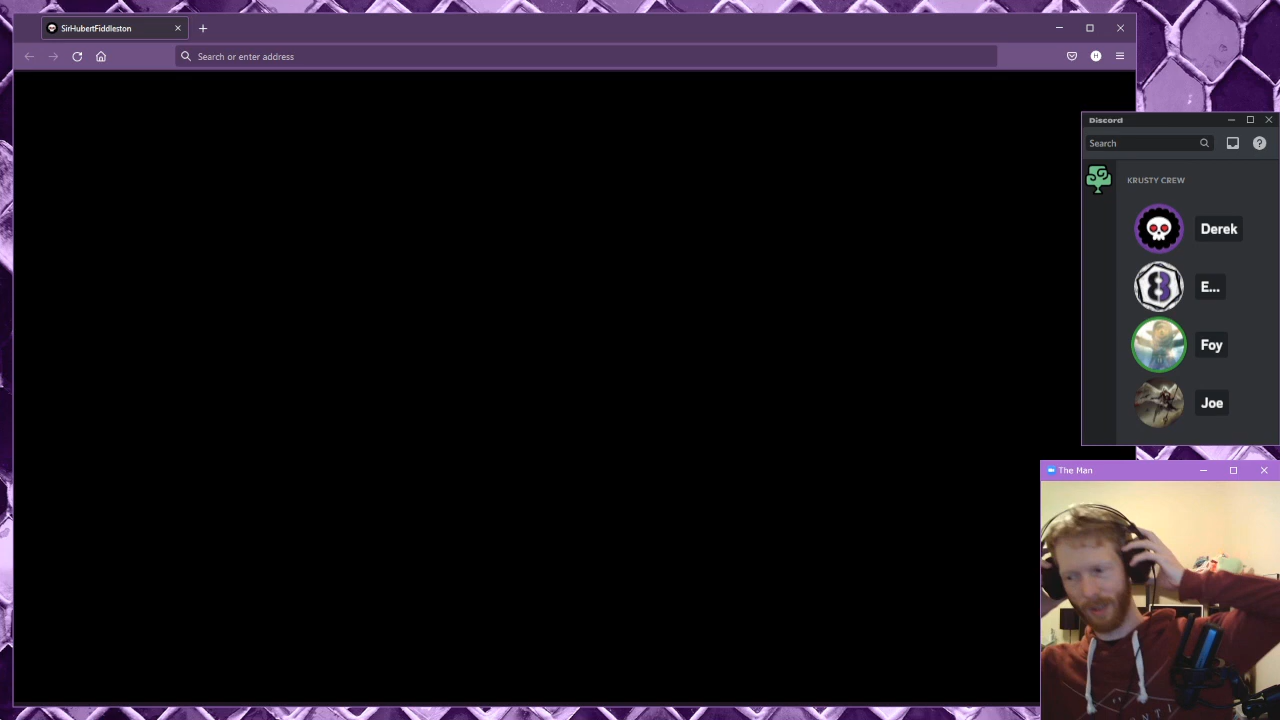 SirHubertFiddleston
Search or enter address
H
Discord
Search
KRUSTY CREW
Derek
E...
Foy
Joe
The Man